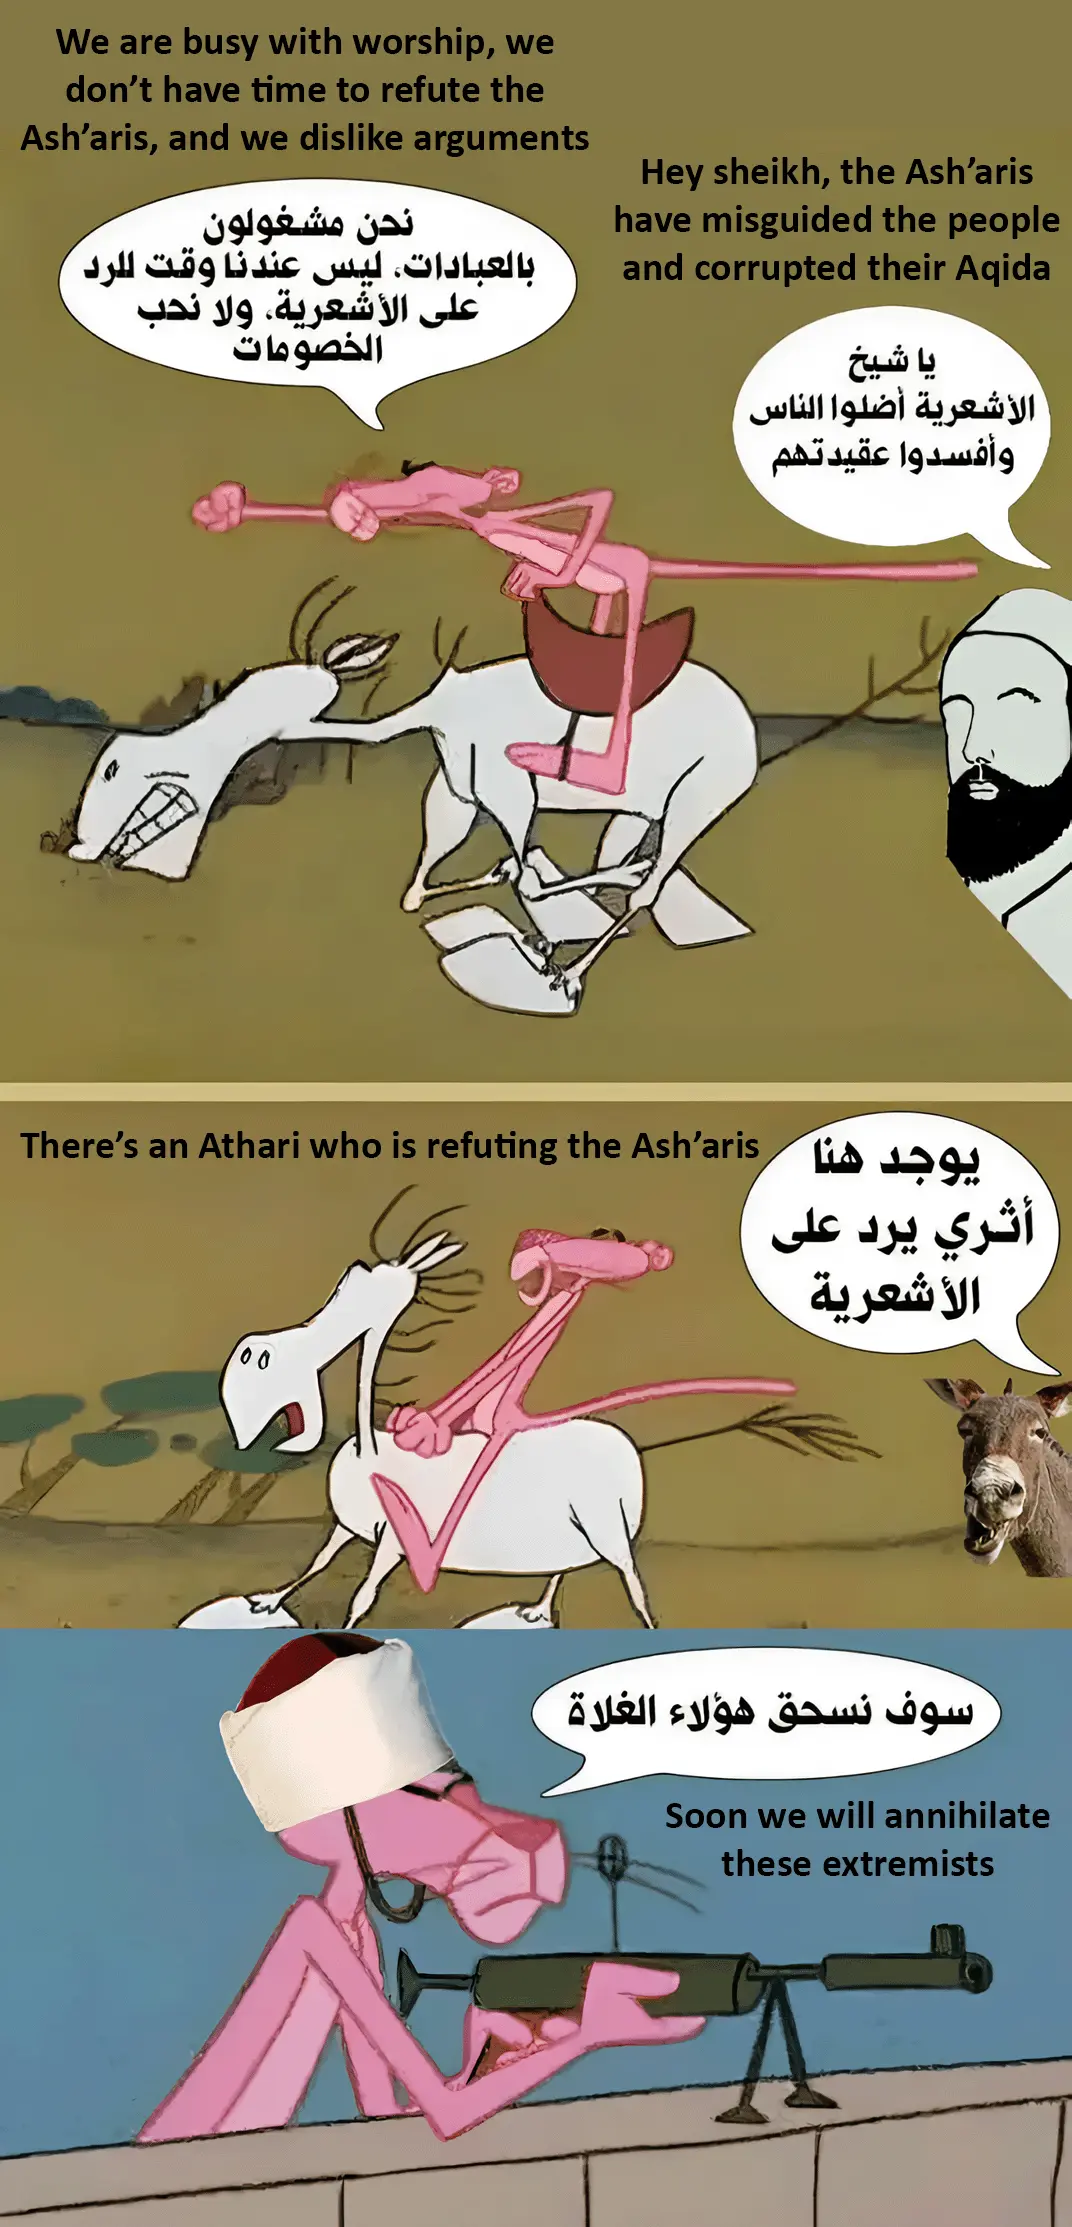 We are busy with worship, we
don't have time to refute the
Ash'aris, and we dislike arguments
Hey sheikh, the Ash'aris
have misguided the people
and corrupted their Aqida
نحن مشغولون
بالعبادات، ليس عندنا وقت للرد
على الأشعرية، ولا نحب
الخصومات
يا شيخ
الأشعرية أضلوا الناس
وأفسدوا عقيدتهم
There's an Athari who is refuting the Ash'aris
يوجد هنا
أثري يرد على
الأشعرية
سوف نسحق هؤلاء الغلاة
Soon we will annihilate
these extremists